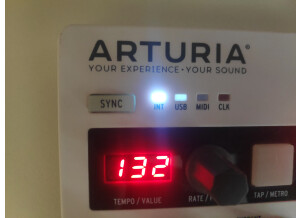 ARTURIA®
YOUR EXPERIENCE • YOUR SOUND
SYNC
INT USB MIDI CLK
132
TEMPO / VALUE RATE / TAP / METRO